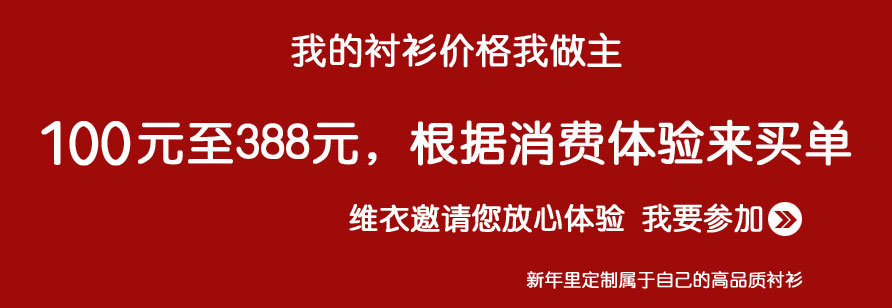 我的衬衫价格我做主
100元至388元，根据消费体验来买单
维衣邀请您放心体验 我要参加
新年里定制属于自己的高品质衬衫